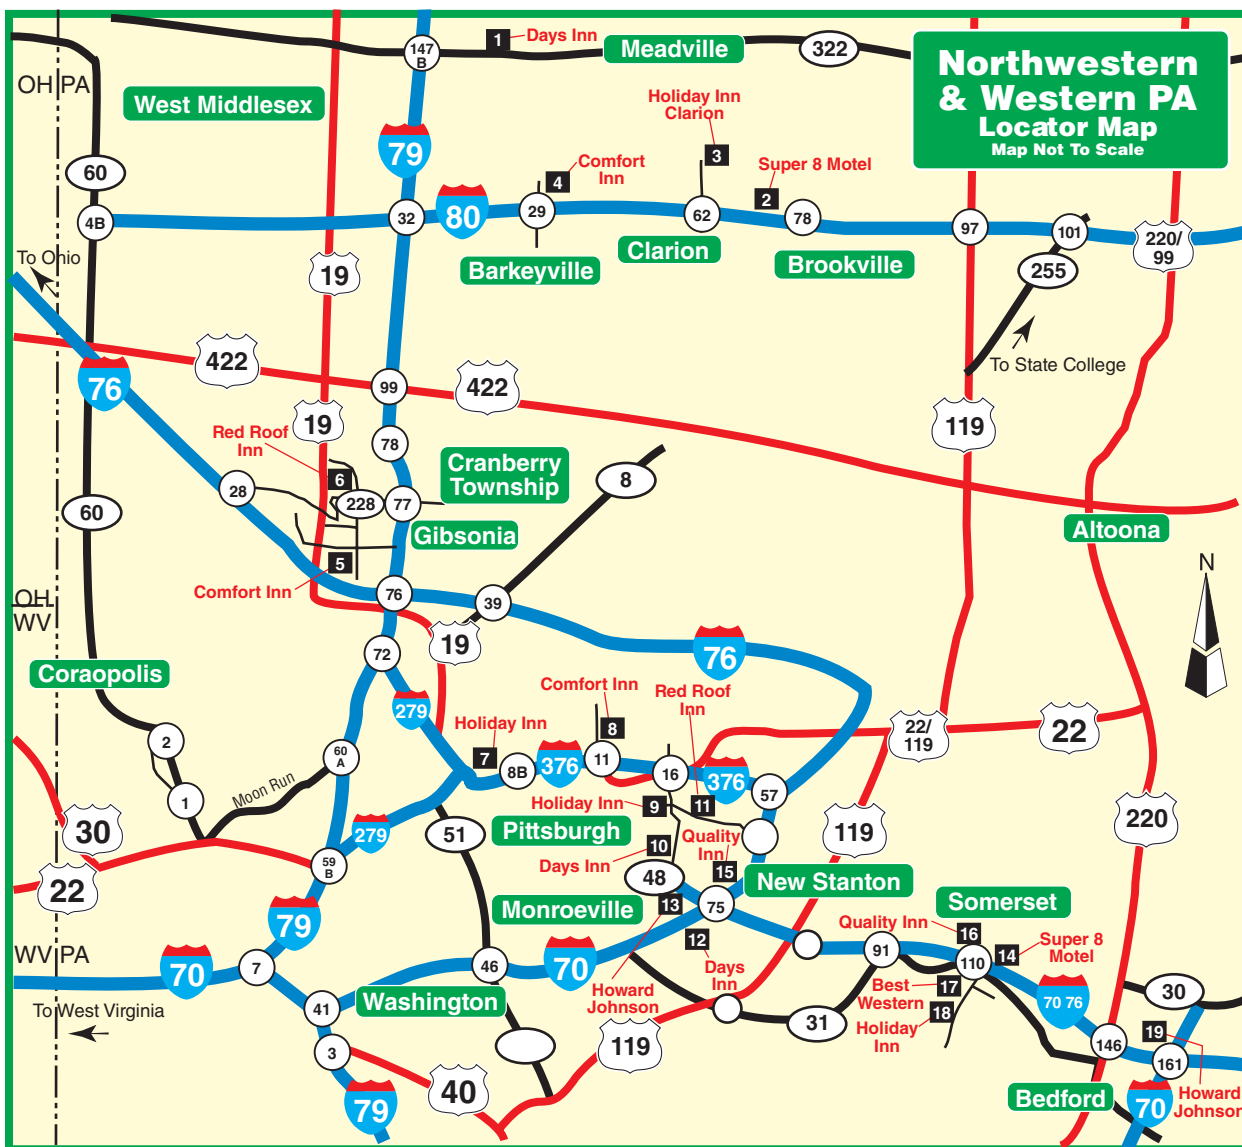 Northwestern
& Western PA
Locator Map
Map Not To Scale
1
Days Inn
147
B
Meadville
322
OH
PA
West Middlesex
79
Holiday Inn
Clarion
3
60
4
Comfort
Inn
Super 8 Motel
2
4B
32
80
29
62
78
97
101
220/
99
Clarion
Barkeyville
Brookville
To Ohio
19
255
422
422
76
99
To State College
19
119
Red Roof
Inn
78
Cranberry
Township
6
8
28
228
77
60
Gibsonia
Altoona
5
N
Comfort Inn
76
39
OH
WV
19
72
76
Coraopolis
Comfort Inn
Red Roof
Inn
279
Holiday Inn
8
22/
119
22
2
60
A
7
8B
376
11
16
376
57
Moon Run
1
Holiday Inn
9
11
30
279
51
Pittsburgh
Quality
Inn
119
220
10
59
B
Days Inn
15
22
48
New Stanton
Monroeville
13
75
Somerset
79
Quality Inn
16
12
Super 8
Motel
14
WV
PA
70
7
46
70
91
110
Days
Inn
Howard
Johnson
Best
Western
17
70 76
30
Washington
41
To West Virginia
18
Holiday
Inn
31
3
119
19
146
161
40
79
Bedford
70
Howard
Johnson